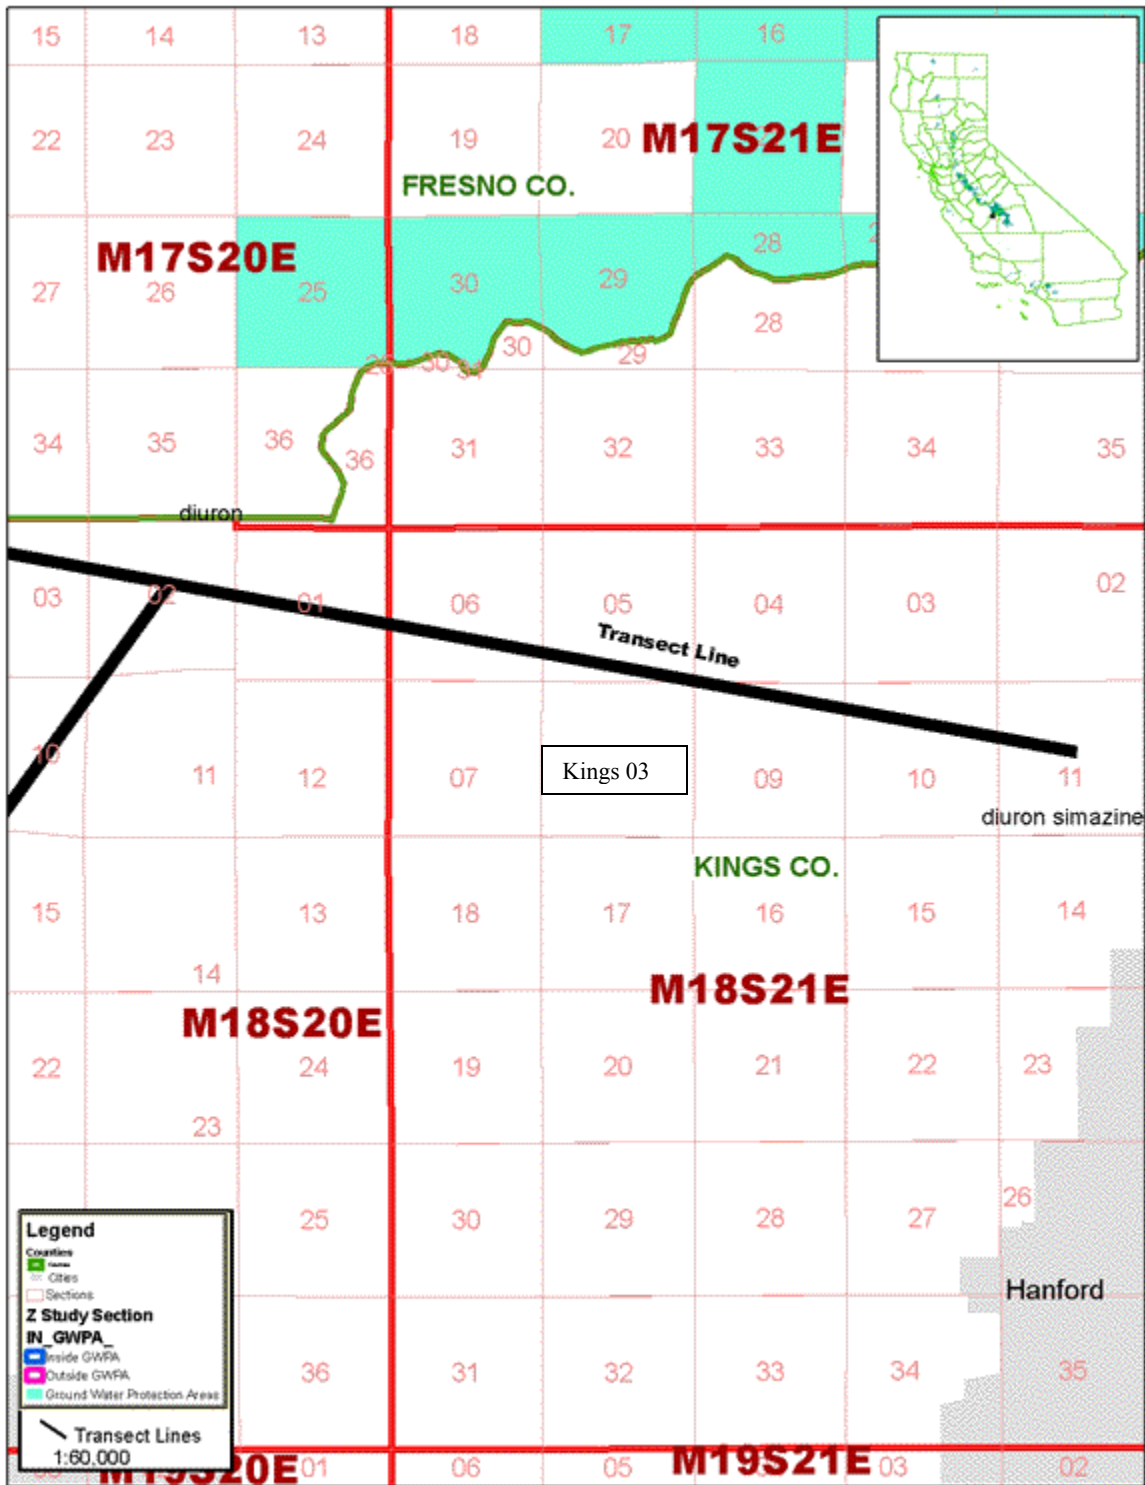 15 14 13 18 17 16
22 23 24 19 20 M17S21E
FRESNO CO.
M17S20E
28
27 26 25 30 29
28
30
29
30
34 35 36 36 31 32 33 34 35
diuron
03 02 01 06 05 04 03 02
Transect Line
10 11 12 07 Kings 03 09 10 11
diuron simazine
KINGS CO.
15 13 18 17 16 15 14
14
M18S21E
M18S20E
22 24 19 20 21 22 23
23
26
25 30 29 28 27
Hanford
36 31 32 33 34 35
Legend
Counties
Cities
Sections
Z Study Section
IN_GWPA_
Inside GWPA
Outside GWPA
Ground Water Protection Areas
Transect Lines
1:60,000
M19S20E 01 06 05 M19S21E 03 02